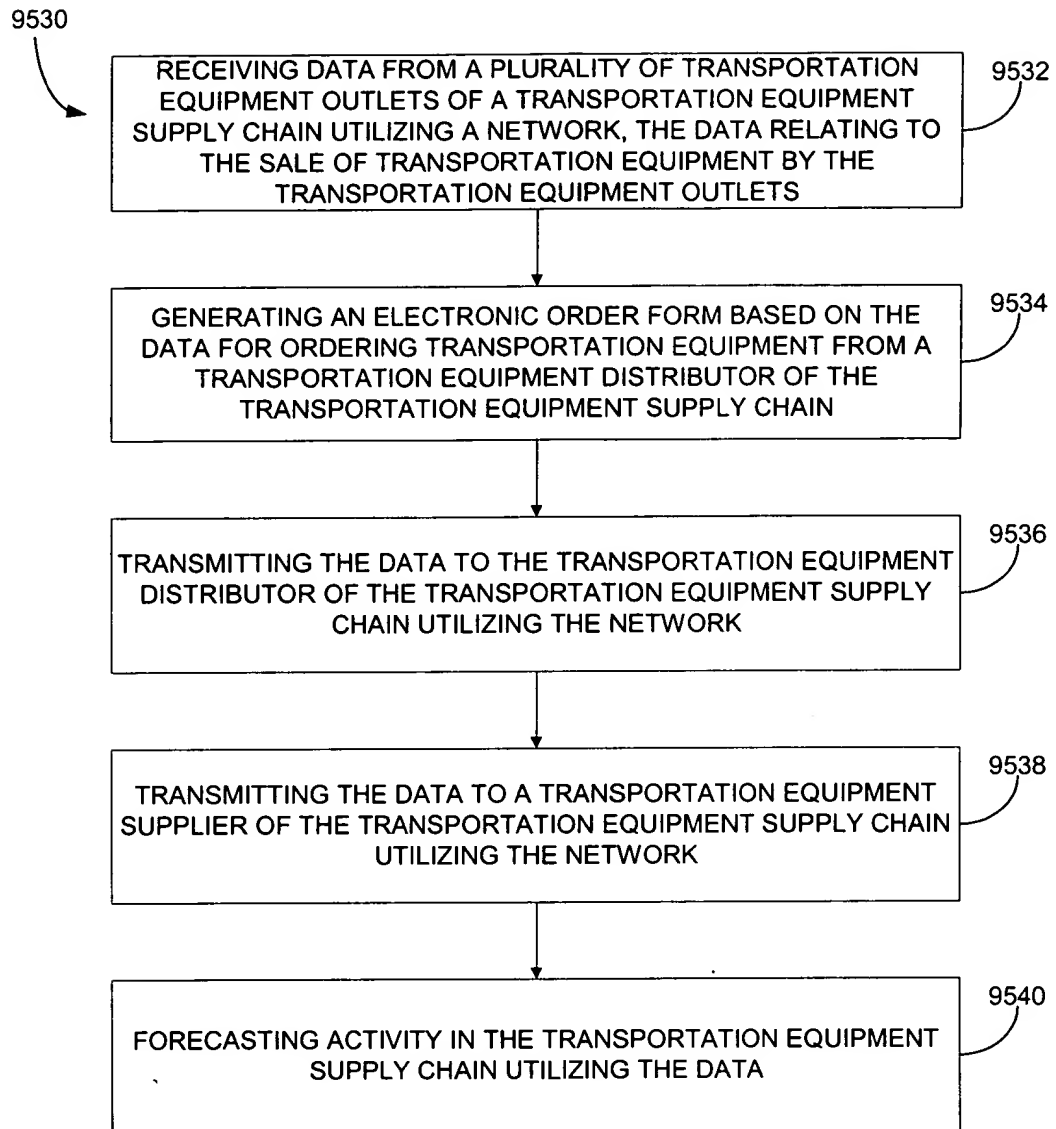 9530
RECEIVING DATA FROM A PLURALITY OF TRANSPORTATION
EQUIPMENT OUTLETS OF A TRANSPORTATION EQUIPMENT
SUPPLY CHAIN UTILIZING A NETWORK, THE DATA RELATING TO
THE SALE OF TRANSPORTATION EQUIPMENT BY THE
TRANSPORTATION EQUIPMENT OUTLETS
9532
GENERATING AN ELECTRONIC ORDER FORM BASED ON THE
DATA FOR ORDERING TRANSPORTATION EQUIPMENT FROM A
TRANSPORTATION EQUIPMENT DISTRIBUTOR OF THE
TRANSPORTATION EQUIPMENT SUPPLY CHAIN
9534
TRANSMITTING THE DATA TO THE TRANSPORTATION EQUIPMENT
DISTRIBUTOR OF THE TRANSPORTATION EQUIPMENT SUPPLY
CHAIN UTILIZING THE NETWORK
9536
TRANSMITTING THE DATA TO A TRANSPORTATION EQUIPMENT
SUPPLIER OF THE TRANSPORTATION EQUIPMENT SUPPLY CHAIN
UTILIZING THE NETWORK
9538
FORECASTING ACTIVITY IN THE TRANSPORTATION EQUIPMENT
SUPPLY CHAIN UTILIZING THE DATA
9540